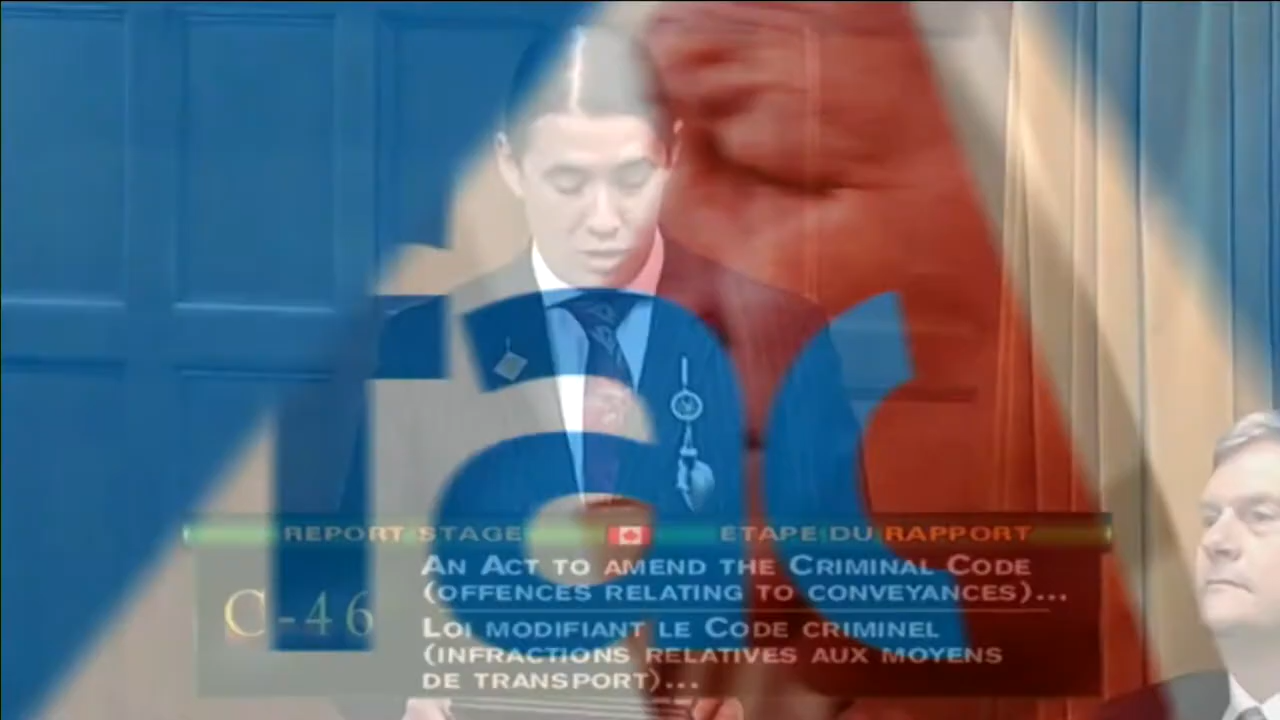 REPORT STAGE ÉTAPE DU RAPPORT
C-46
AN ACT TO AMEND THE CRIMINAL CODE
(OFFENCES RELATING TO CONVEYANCES)...
LOI MODIFIANT LE CODE CRIMINEL
(INFRACTIONS RELATIVES AUX MOYENS
DE TRANSPORT)...